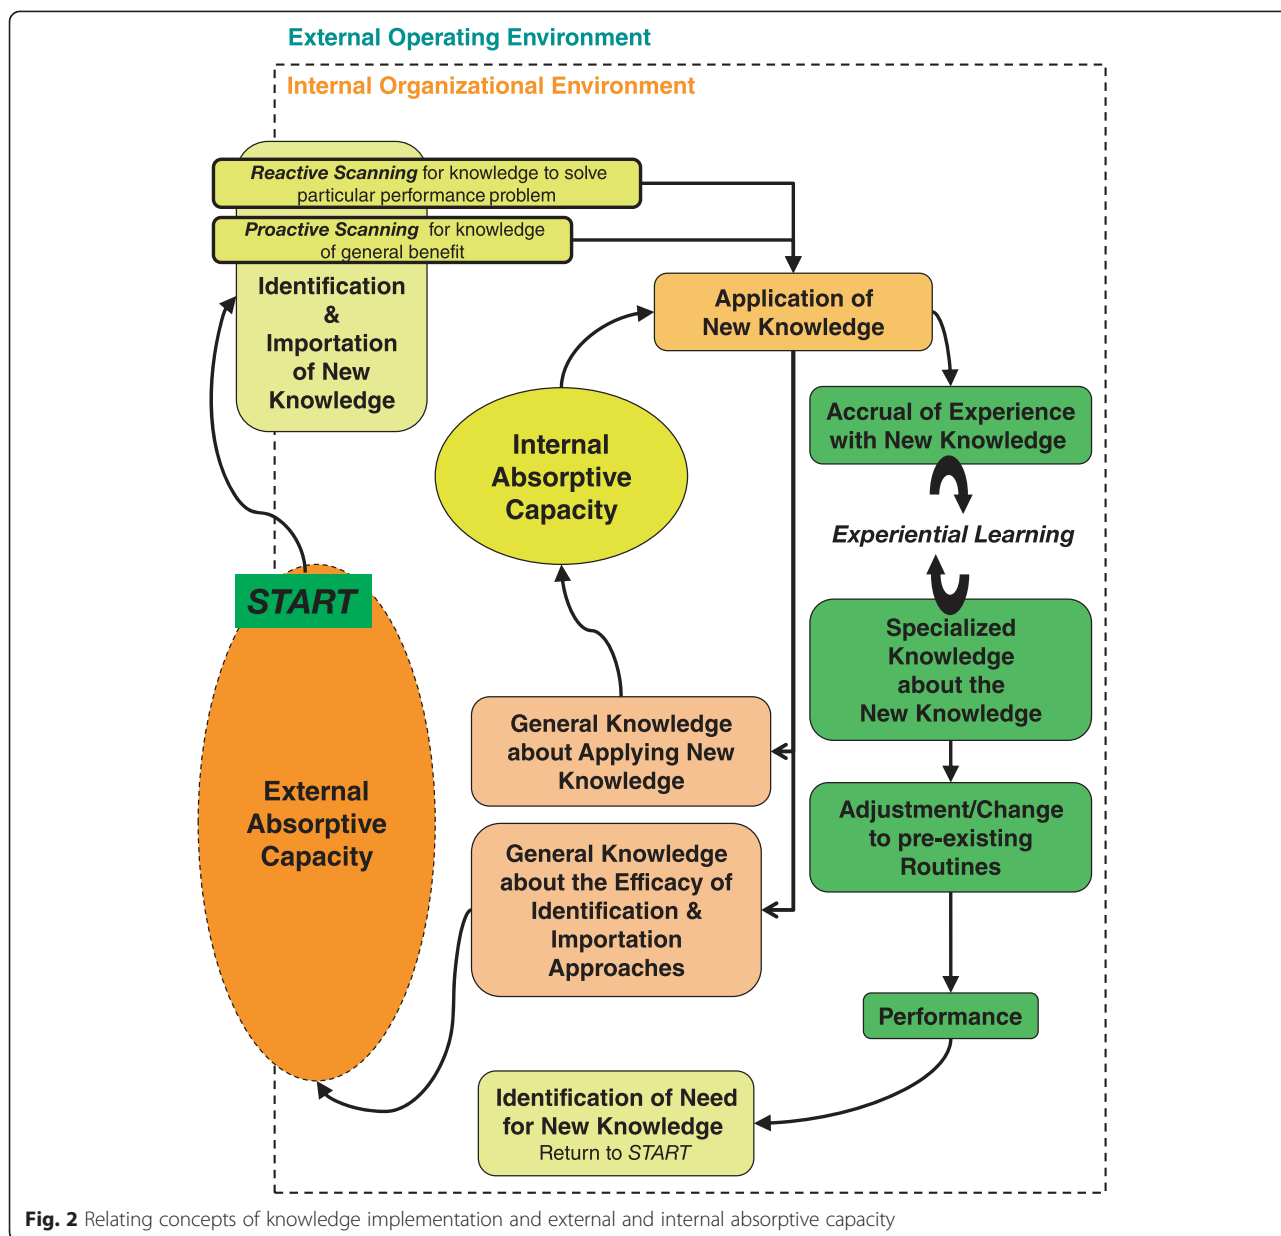 External Operating Environment
Internal Organizational Environment
Reactive Scanning for knowledge to solve
particular performance problem
Proactive Scanning for knowledge
of general benefit
Identification
&
Importation
of New
Knowledge
Application of
New Knowledge
Accrual of Experience
with New Knowledge
Internal
Absorptive
Capacity
Experiential Learning
START
Specialized
Knowledge
about the
New Knowledge
General Knowledge
about Applying New
Knowledge
External
Absorptive
Capacity
Adjustment/Change
to pre-existing
Routines
General Knowledge
about the Efficacy of
Identification &
Importation
Approaches
Performance
Identification of Need
for New Knowledge
Return to START
Fig. 2 Relating concepts of knowledge implementation and external and internal absorptive capacity